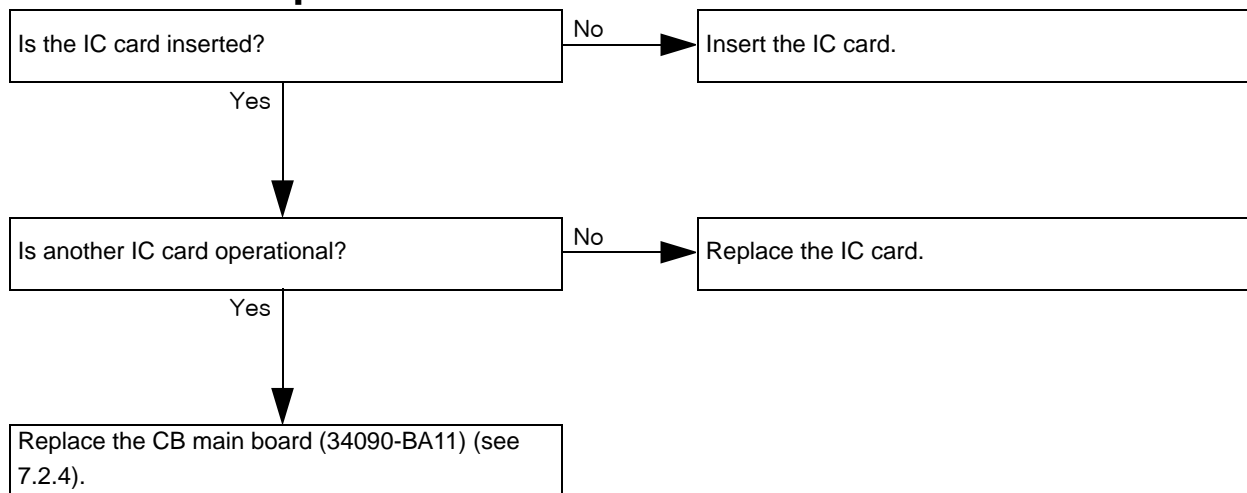 Is the IC card inserted?
No
Insert the IC card.
Yes
Is another IC card operational?
No
Replace the IC card.
Yes
Replace the CB main board (34090-BA11) (see
7.2.4).